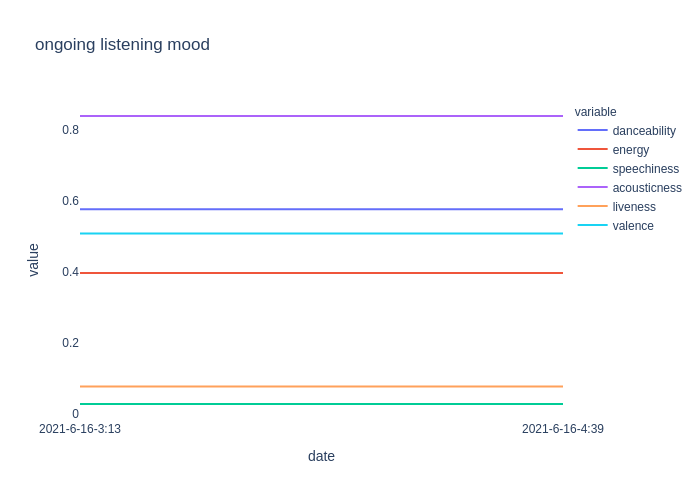 ongoing listening mood
variable
danceability
energy
speechiness
acousticness
liveness
valence
value
0.8
0.6
0.4
0.2
0
2021-6-16-3:13
2021-6-16-4:39
date